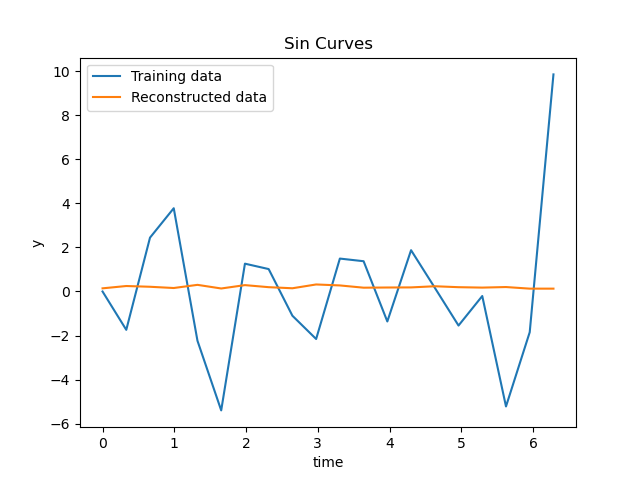 Sin Curves
Training data
Reconstructed data
10
8
6
4
2
0
−2
−4
−6
y
0 1 2 3 4 5 6
time